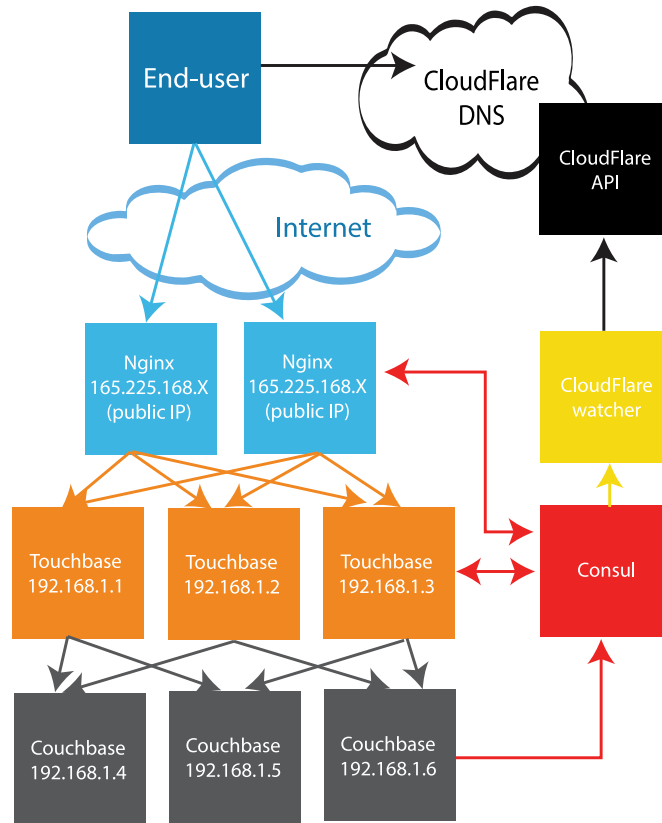 End-user
CloudFlare
DNS
CloudFlare
API
Internet
Nginx
165.225.168.X
(public IP)
Nginx
165.225.168.X
(public IP)
CloudFlare
watcher
Touchbase
192.168.1.1
Touchbase
192.168.1.2
Touchbase
192.168.1.3
Consul
Couchbase
192.168.1.4
Couchbase
192.168.1.5
Couchbase
192.168.1.6